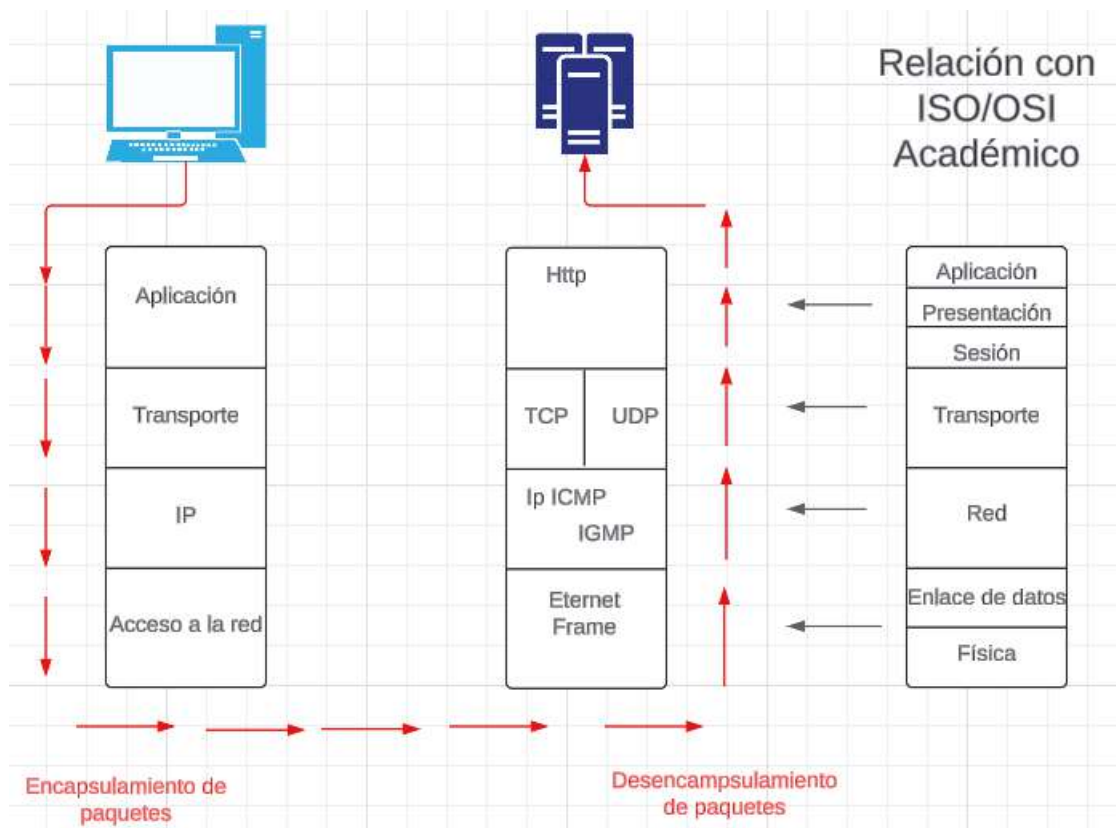 Relación con
ISO/OSI
Académico
Aplicación
Transporte
IP
Acceso a la red
Http
TCP
UDP
Ip ICMP
IGMP
Eternet
Frame
Aplicación
Presentación
Sesión
Transporte
Red
Enlace de datos
Física
Encapsulamiento de
paquetes
Desencampsulamiento
de paquetes